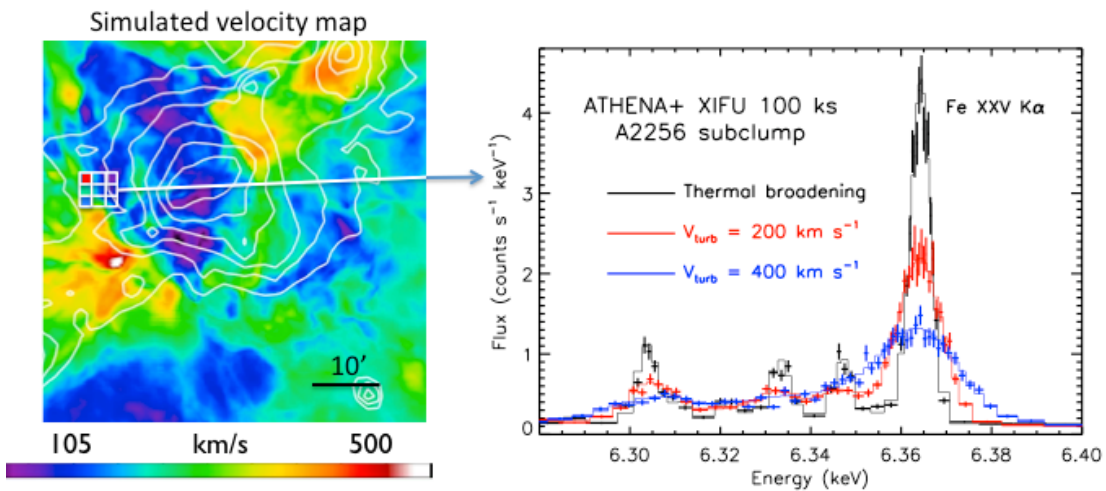 Simulated velocity map
10'
105 km/s 500
ATHENA+ XIFU 100 ks
A2256 subclump
Fe XXV Kα
Thermal broadening
V_turb = 200 km s⁻¹
V_turb = 400 km s⁻¹
Flux (counts s⁻¹ keV⁻¹)
4
3
2
1
0
6.30 6.32 6.34 6.36 6.38 6.40
Energy (keV)